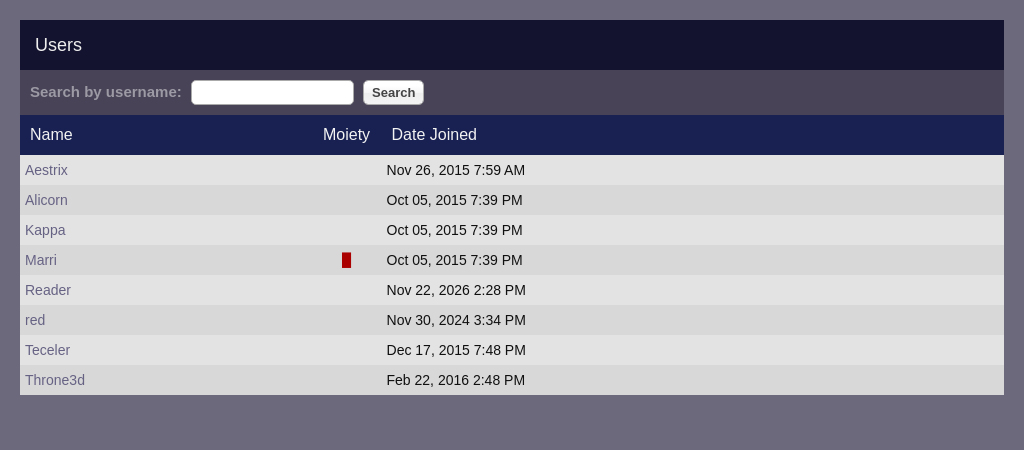 Users
Search by username: Search
Name Moiety Date Joined
Aestrix Nov 26, 2015 7:59 AM
Alicorn Oct 05, 2015 7:39 PM
Kappa Oct 05, 2015 7:39 PM
Marri Oct 05, 2015 7:39 PM
Reader Nov 22, 2026 2:28 PM
red Nov 30, 2024 3:34 PM
Teceler Dec 17, 2015 7:48 PM
Throne3d Feb 22, 2016 2:48 PM